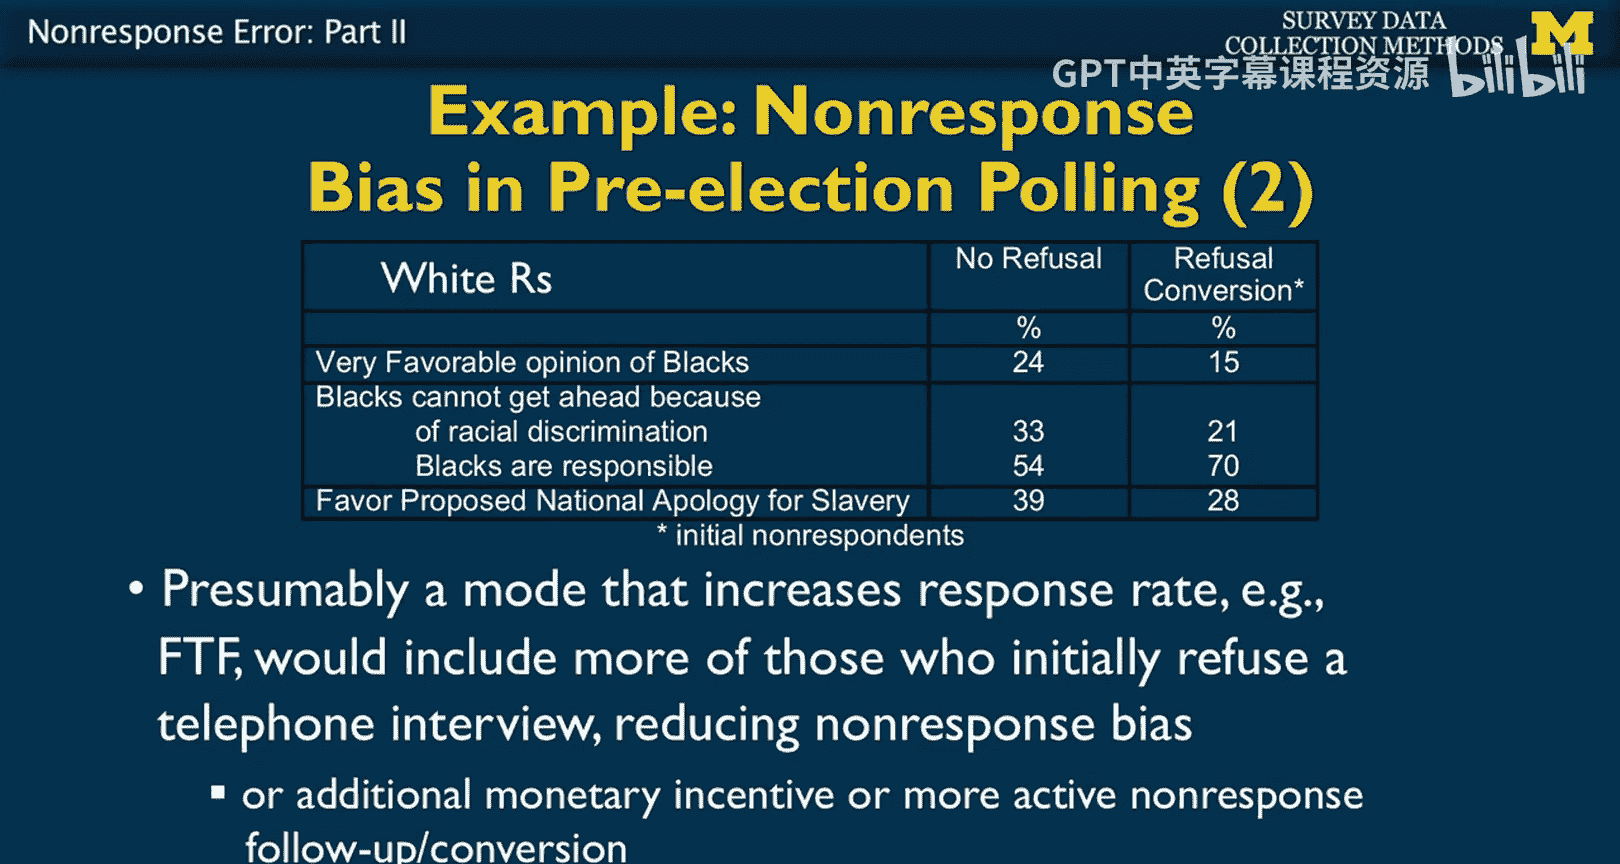 Nonresponse Error: Part II
SURVEY DATA
COLLECTION METHODS
M
GPT中英字幕课程资源 bilibili
Example: Nonresponse
Bias in Pre-election Polling (2)
White Rs No Refusal Refusal
Conversion*
% %
Very Favorable opinion of Blacks 24 15
Blacks cannot get ahead because
of racial discrimination 33 21
Blacks are responsible 54 70
Favor Proposed National Apology for Slavery 39 28
* initial nonrespondents
• Presumably a mode that increases response rate, e.g.,
FTF, would include more of those who initially refuse a
telephone interview, reducing nonresponse bias
▪ or additional monetary incentive or more active nonresponse
follow-up/conversion